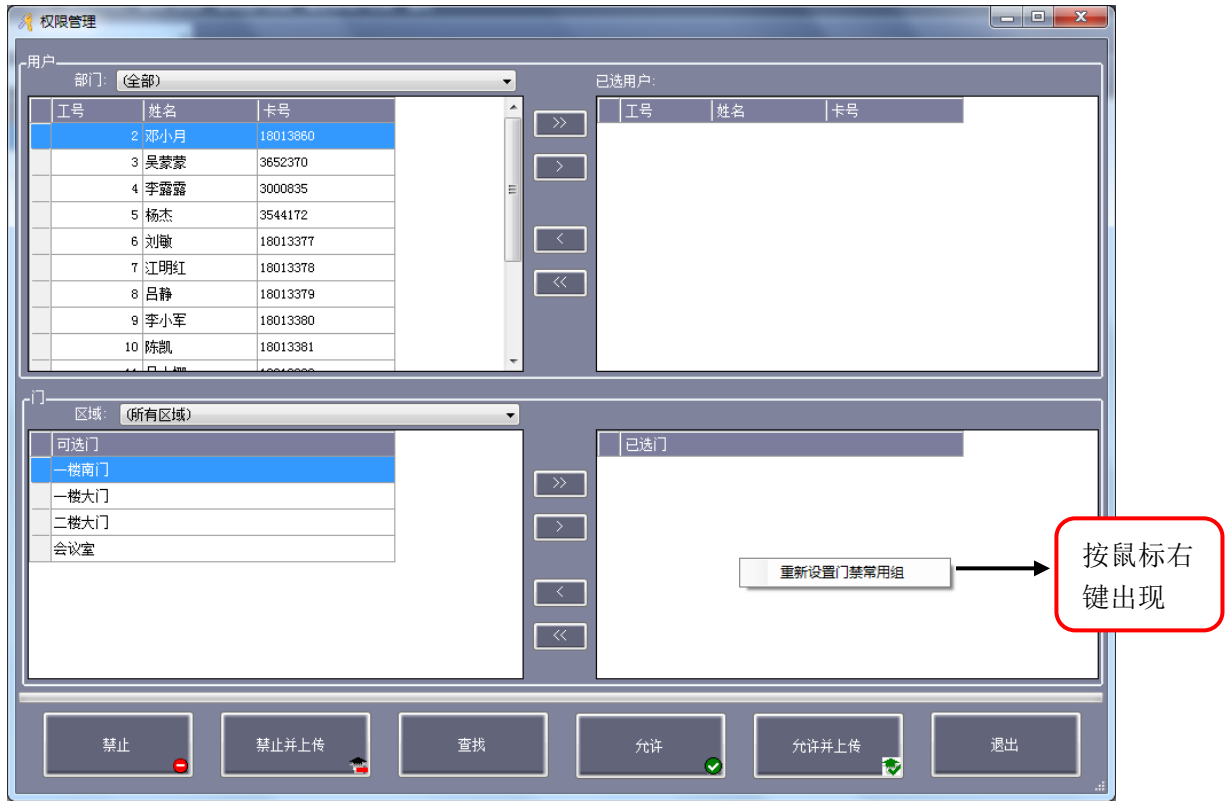 权限管理
用户
部门: (全部)
已选用户:
工号 姓名 卡号
2 邓小月 18013860
3 吴蒙蒙 3652370
4 李露露 3000835
5 杨杰 3544172
6 刘敏 18013377
7 江明红 18013378
8 吕静 18013379
9 李小军 18013380
10 陈凯 18013381
>>
>
<
<<
工号 姓名 卡号
门
区域: (所有区域)
可选门
一楼南门
一楼大门
二楼大门
会议室
>>
>
<
<<
已选门
重新设置门禁常用组
按鼠标右
键出现
禁止
禁止并上传
查找
允许
允许并上传
退出